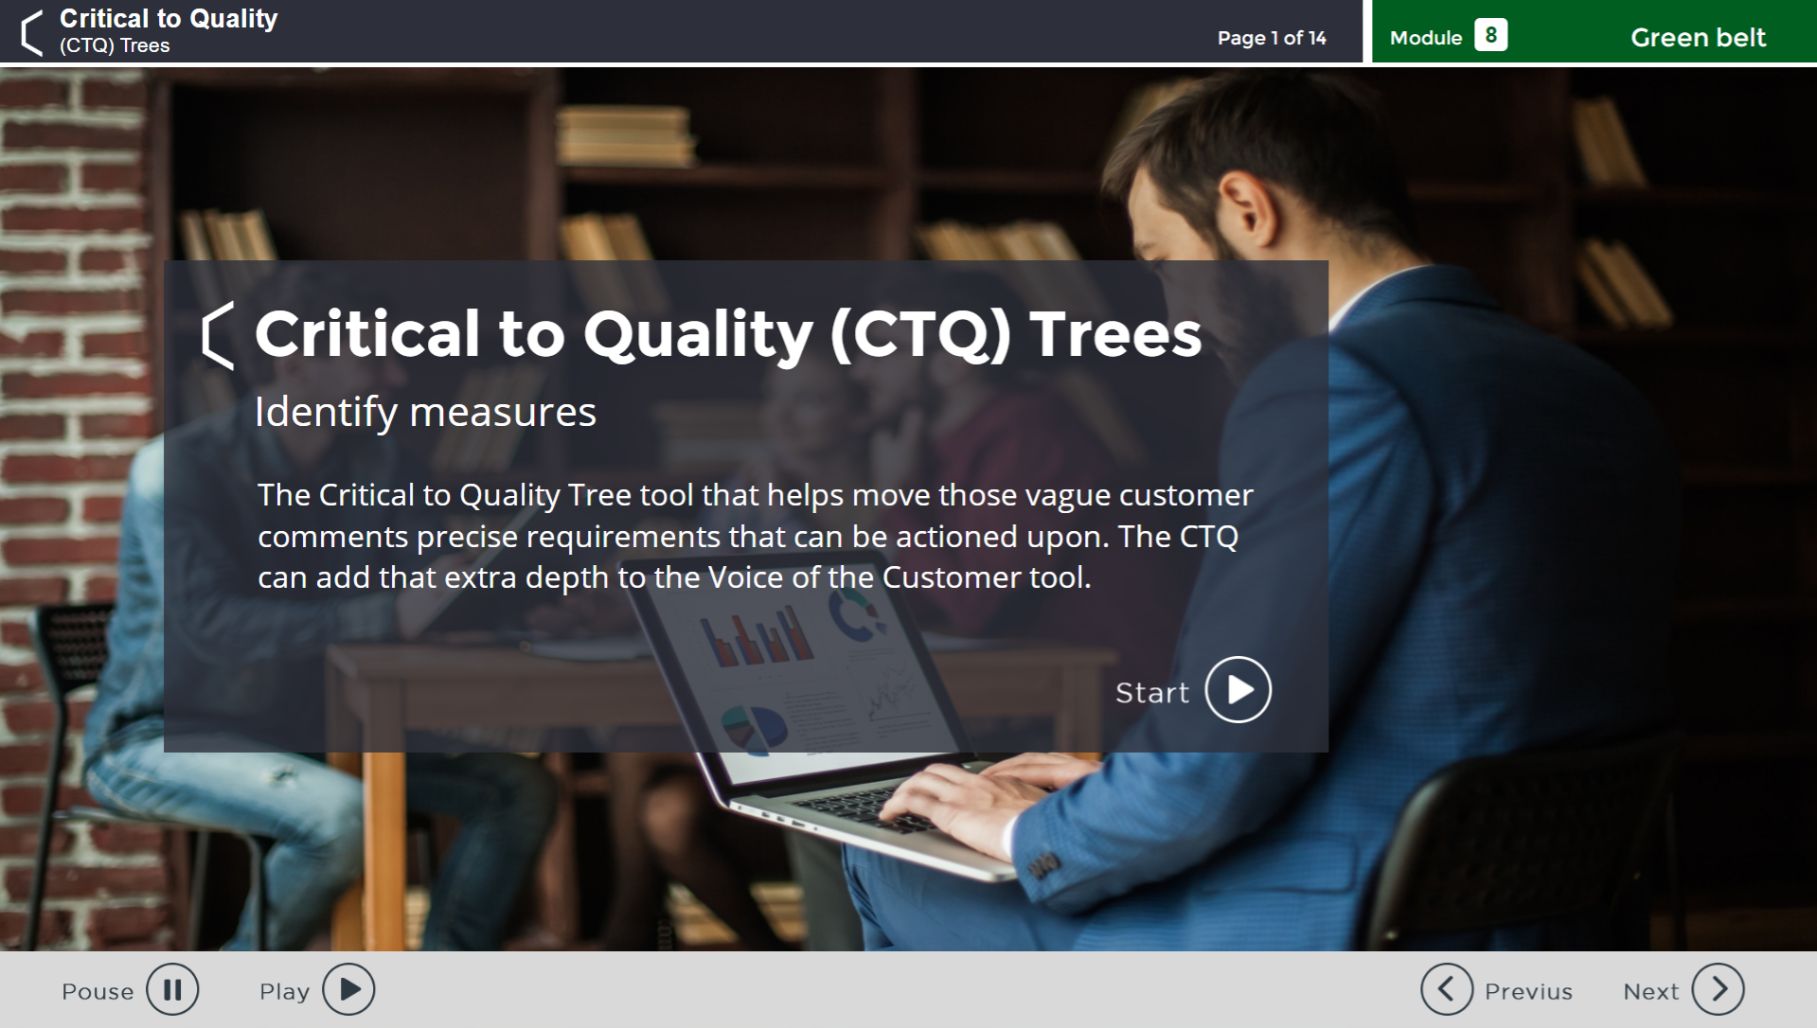 Critical to Quality
(CTQ) Trees
Page 1 of 14
Module 8
Green belt
Critical to Quality (CTQ) Trees
Identify measures
The Critical to Quality Tree tool that helps move those vague customer
comments precise requirements that can be actioned upon. The CTQ
can add that extra depth to the Voice of the Customer tool.
Start
Pouse
Play
Previus
Next